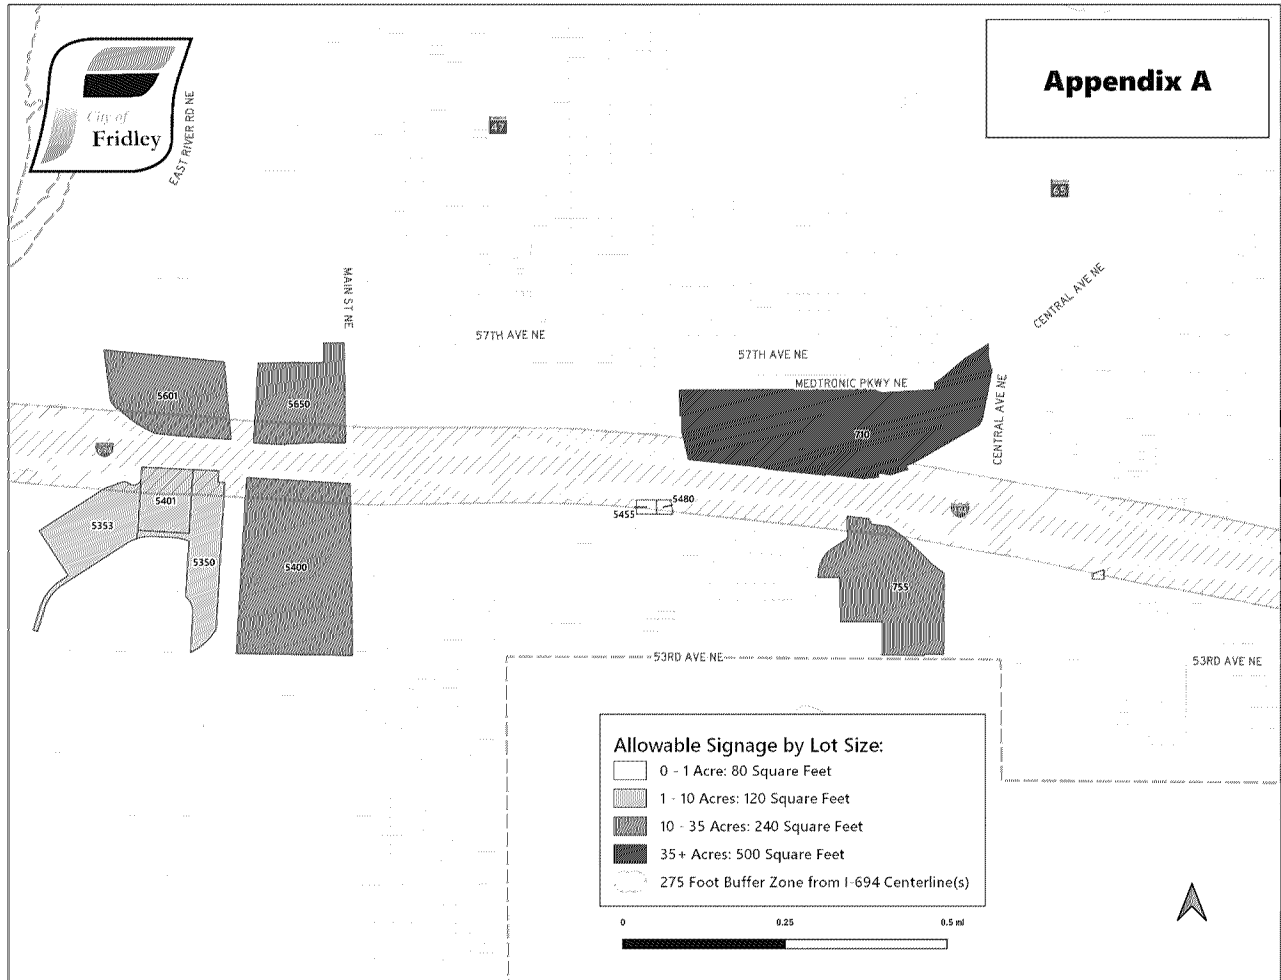 Appendix A
City of
Fridley
EAST RIVER RD NE
47
65
MAIN ST NE
CENTRAL AVE NE
57TH AVE NE
57TH AVE NE
MEDTRONIC PKWY NE
CENTRAL AVE NE
5601
5650
710
5401
5480
5455
5353
5350
5400
755
53RD AVE NE
53RD AVE NE
Allowable Signage by Lot Size:
0 - 1 Acre: 80 Square Feet
1 - 10 Acres: 120 Square Feet
10 - 35 Acres: 240 Square Feet
35+ Acres: 500 Square Feet
275 Foot Buffer Zone from I-694 Centerline(s)
0 0.25 0.5 mi